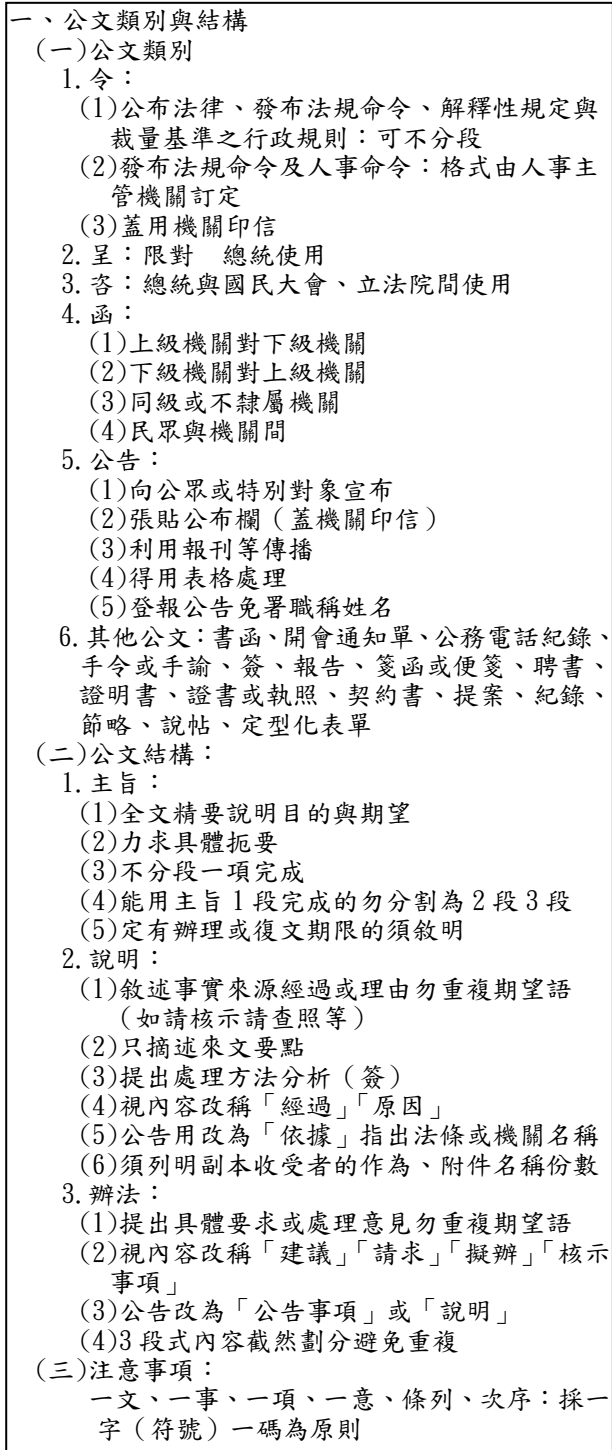 一、公文類別與結構
(一)公文類別
1.令：
(1)公布法律、發布法規命令、解釋性規定與
裁量基準之行政規則：可不分段
(2)發布法規命令及人事命令：格式由人事主
管機關訂定
(3)蓋用機關印信
2.呈：限對　總統使用
3.咨：總統與國民大會、立法院間使用
4.函：
(1)上級機關對下級機關
(2)下級機關對上級機關
(3)同級或不隸屬機關
(4)民眾與機關間
5.公告：
(1)向公眾或特別對象宣布
(2)張貼公布欄（蓋機關印信）
(3)利用報刊等傳播
(4)得用表格處理
(5)登報公告免署職稱姓名
6.其他公文：書函、開會通知單、公務電話紀錄、
手令或手諭、簽、報告、箋函或便箋、聘書、
證明書、證書或執照、契約書、提案、紀錄、
節略、說帖、定型化表單
(二)公文結構：
1.主旨：
(1)全文精要說明目的與期望
(2)力求具體扼要
(3)不分段一項完成
(4)能用主旨1段完成的勿分割為2段3段
(5)定有辦理或復文期限的須敘明
2.說明：
(1)敘述事實來源經過或理由勿重複期望語
（如請核示請查照等）
(2)只摘述來文要點
(3)提出處理方法分析（簽）
(4)視內容改稱「經過」「原因」
(5)公告用改為「依據」指出法條或機關名稱
(6)須列明副本收受者的作為、附件名稱份數
3.辦法：
(1)提出具體要求或處理意見勿重複期望語
(2)視內容改稱「建議」「請求」「擬辦」「核示
事項」
(3)公告改為「公告事項」或「說明」
(4)3段式內容截然劃分避免重複
(三)注意事項：
一文、一事、一項、一意、條列、次序：採一
字（符號）一碼為原則